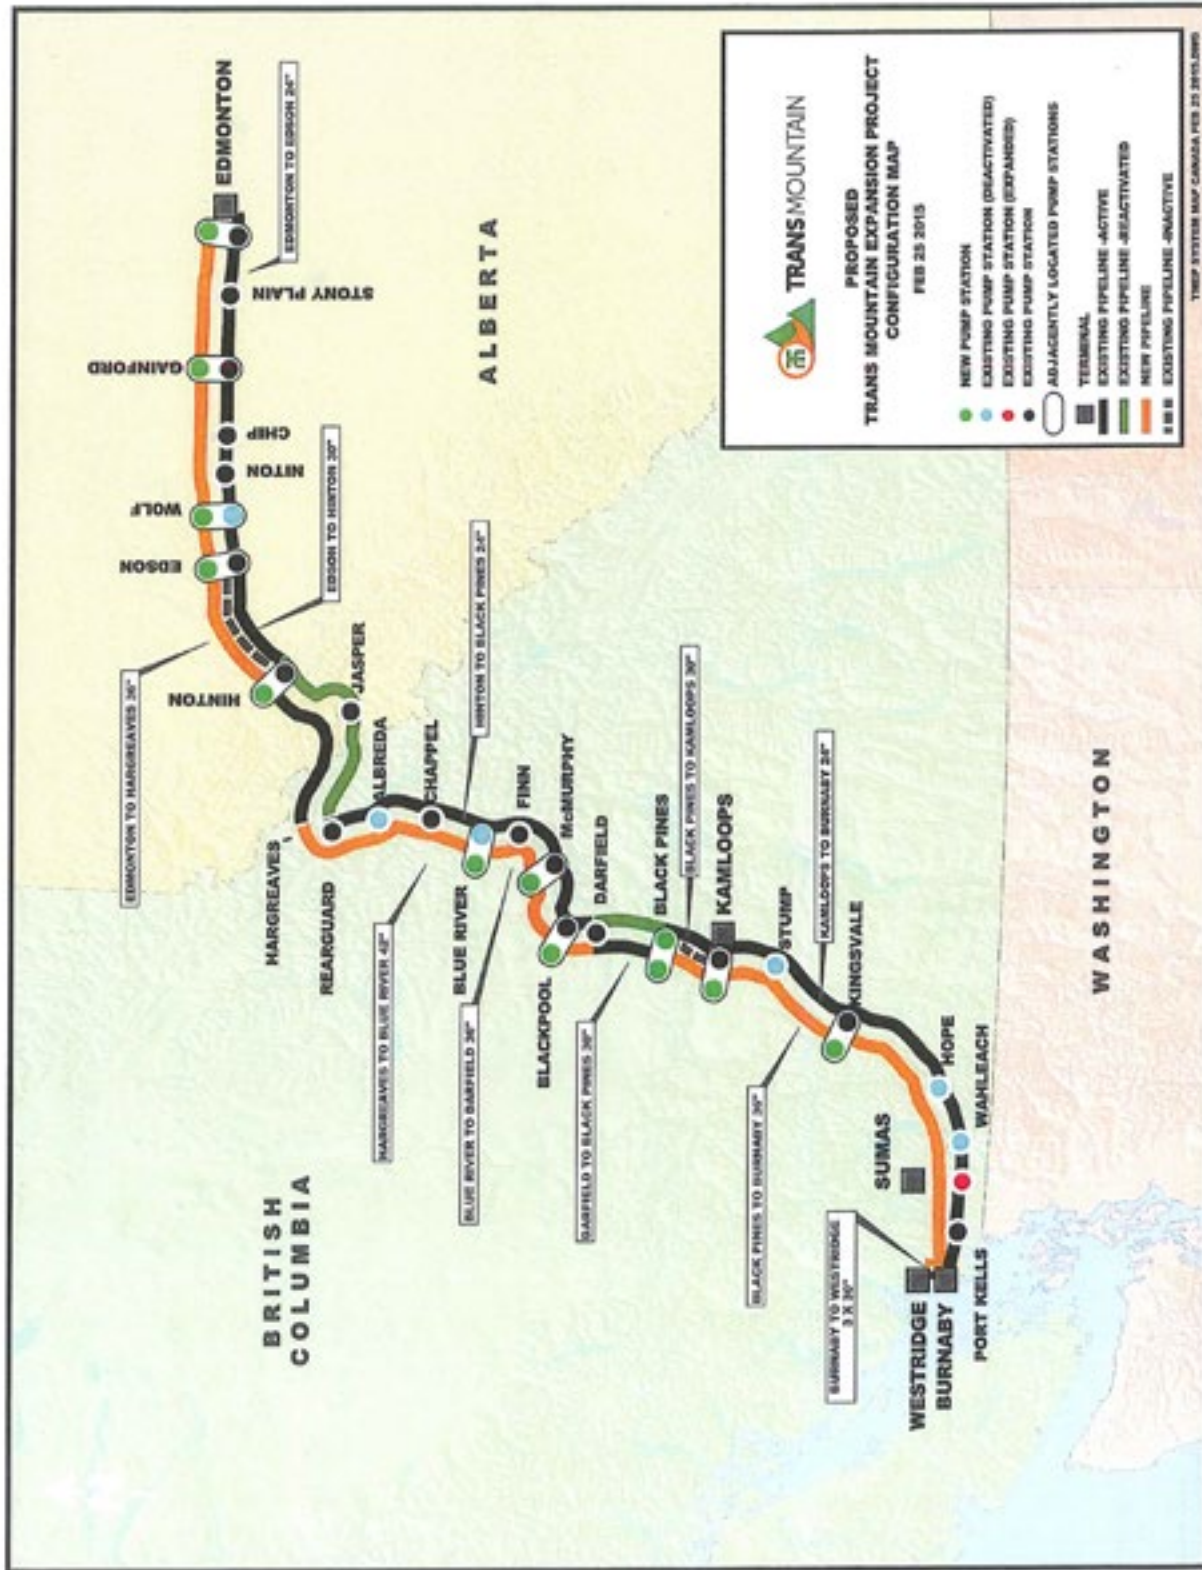 TRANSMOUNTAIN
PROPOSED
TRANS MOUNTAIN EXPANSION PROJECT
CONFIGURATION MAP
FEB 25 2015
NEW PUMP STATION
EXISTING PUMP STATION (DEACTIVATED)
EXISTING PUMP STATION (EXPANDED)
EXISTING PUMP STATION
ADJACENTLY LOCATED PUMP STATIONS
TERMINAL
EXISTING PIPELINE -ACTIVE
EXISTING PIPELINE -REACTIVATED
NEW PIPELINE
EXISTING PIPELINE -INACTIVE
EDMONTON
EDMONTON TO EDSON 24"
STONY PLAIN
GAINFORD
CHIP
NITON
WOLF
EDSON
EDSON TO HINTON 30"
ALBERTA
EDMONTON TO HARGREAVES 36"
HINTON
JASPER
HARGREAVES
REARGUARD
ALBREDA
CHAPPEL
HINTON TO BLACK PINES 24"
HARGREAVES TO BLUE RIVER 42"
BLUE RIVER
FINN
McMURPHY
BLUE RIVER TO DARFIELD 36"
BLACKPOOL
DARFIELD
DARFIELD TO BLACK PINES 30"
BLACK PINES
BLACK PINES TO KAMLOOPS 30"
KAMLOOPS
STUMP
KAMLOOPS TO BURNABY 24"
KINGSVALE
BLACK PINES TO BURNABY 36"
HOPE
WAHLEACH
SUMAS
BURNABY TO WESTRIDGE
3 X 30"
WESTRIDGE
BURNABY
PORT KELLS
BRITISH
COLUMBIA
WASHINGTON